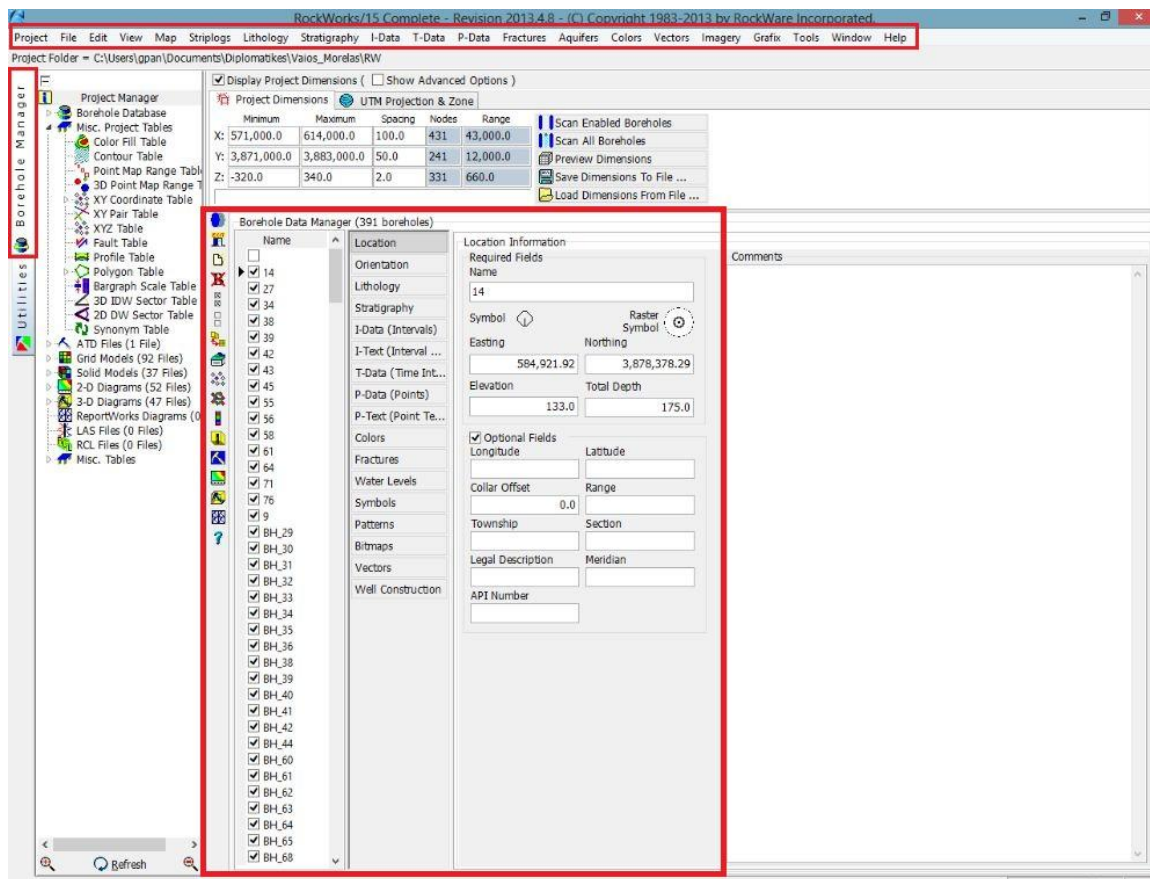 RockWorks/15 Complete - Revision 2013.4.8 - (C) Copyright 1983-2013 by RockWare Incorporated.
Project File Edit View Map Striplogs Lithology Stratigraphy I-Data T-Data P-Data Fractures Aquifers Colors Vectors Imagery Grafix Tools Window Help
Project Folder = C:\Users\gpan\Documents\Diplomatikes\Vaios_Morelas\RW
Borehole Manager
Utilities
Project Manager
Borehole Database
Misc. Project Tables
Color Fill Table
Contour Table
Point Map Range Tabl
3D Point Map Range T
XY Coordinate Table
XY Pair Table
XYZ Table
Fault Table
Profile Table
Polygon Table
Bargraph Scale Table
3D IDW Sector Table
2D DW Sector Table
Synonym Table
ATD Files (1 File)
Grid Models (92 Files)
Solid Models (37 Files)
2-D Diagrams (52 Files)
3-D Diagrams (47 Files)
ReportWorks Diagrams (0
LAS Files (0 Files)
RCL Files (0 Files)
Misc. Tables
Refresh
Display Project Dimensions ( Show Advanced Options )
Project Dimensions UTM Projection & Zone
Minimum Maximum Spacing Nodes Range
X: 571,000.0 614,000.0 100.0 431 43,000.0
Y: 3,871,000.0 3,883,000.0 50.0 241 12,000.0
Z: -320.0 340.0 2.0 331 660.0
Scan Enabled Boreholes
Scan All Boreholes
Preview Dimensions
Save Dimensions To File ...
Load Dimensions From File ...
Borehole Data Manager (391 boreholes)
Name
14
27
34
38
39
42
43
45
55
56
58
61
64
71
76
9
BH_29
BH_30
BH_31
BH_32
BH_33
BH_34
BH_35
BH_36
BH_38
BH_39
BH_40
BH_41
BH_42
BH_44
BH_60
BH_61
BH_62
BH_63
BH_64
BH_65
BH_68
Location
Orientation
Lithology
Stratigraphy
I-Data (Intervals)
I-Text (Interval ...
T-Data (Time Int...
P-Data (Points)
P-Text (Point Te...
Colors
Fractures
Water Levels
Symbols
Patterns
Bitmaps
Vectors
Well Construction
Location Information
Required Fields
Name
14
Symbol Raster Symbol
Easting Northing
584,921.92 3,878,378.29
Elevation Total Depth
133.0 175.0
Optional Fields
Longitude Latitude
Collar Offset Range
0.0
Township Section
Legal Description Meridian
API Number
Comments